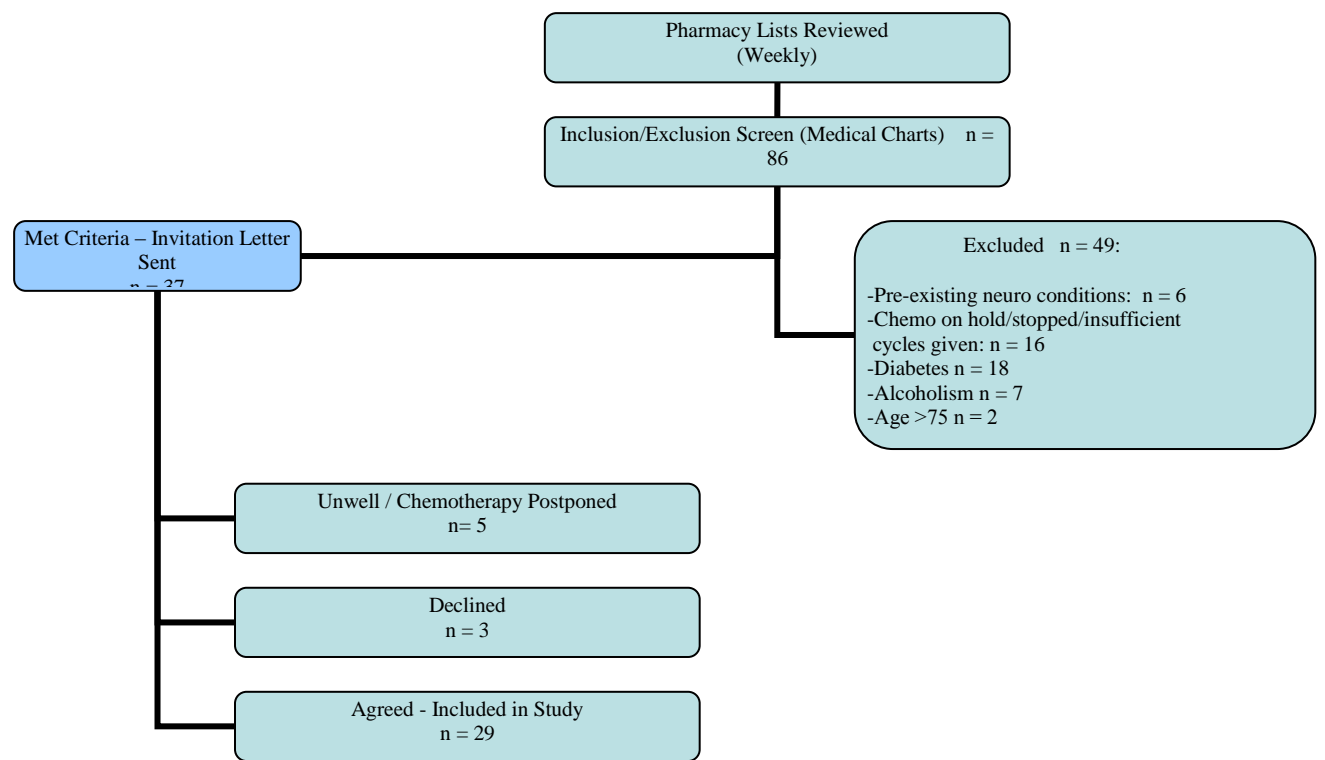 Pharmacy Lists Reviewed
(Weekly)
Inclusion/Exclusion Screen (Medical Charts) n =
86
Met Criteria – Invitation Letter
Sent
n = 37
Excluded n = 49:
-Pre-existing neuro conditions: n = 6
-Chemo on hold/stopped/insufficient
cycles given: n = 16
-Diabetes n = 18
-Alcoholism n = 7
-Age >75 n = 2
Unwell / Chemotherapy Postponed
n= 5
Declined
n = 3
Agreed - Included in Study
n = 29